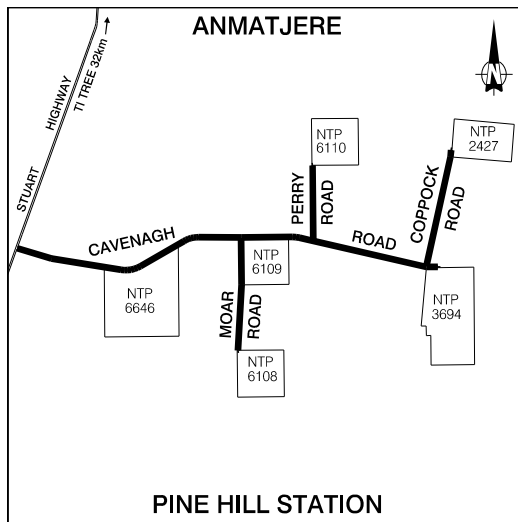 ANMATJERE
STUART HIGHWAY
TI TREE 32km
N
NTP
6110
NTP
2427
PERRY ROAD
COPPOCK ROAD
CAVENAGH ROAD
NTP
6109
NTP
6646
MOAR ROAD
NTP
3694
NTP
6108
PINE HILL STATION